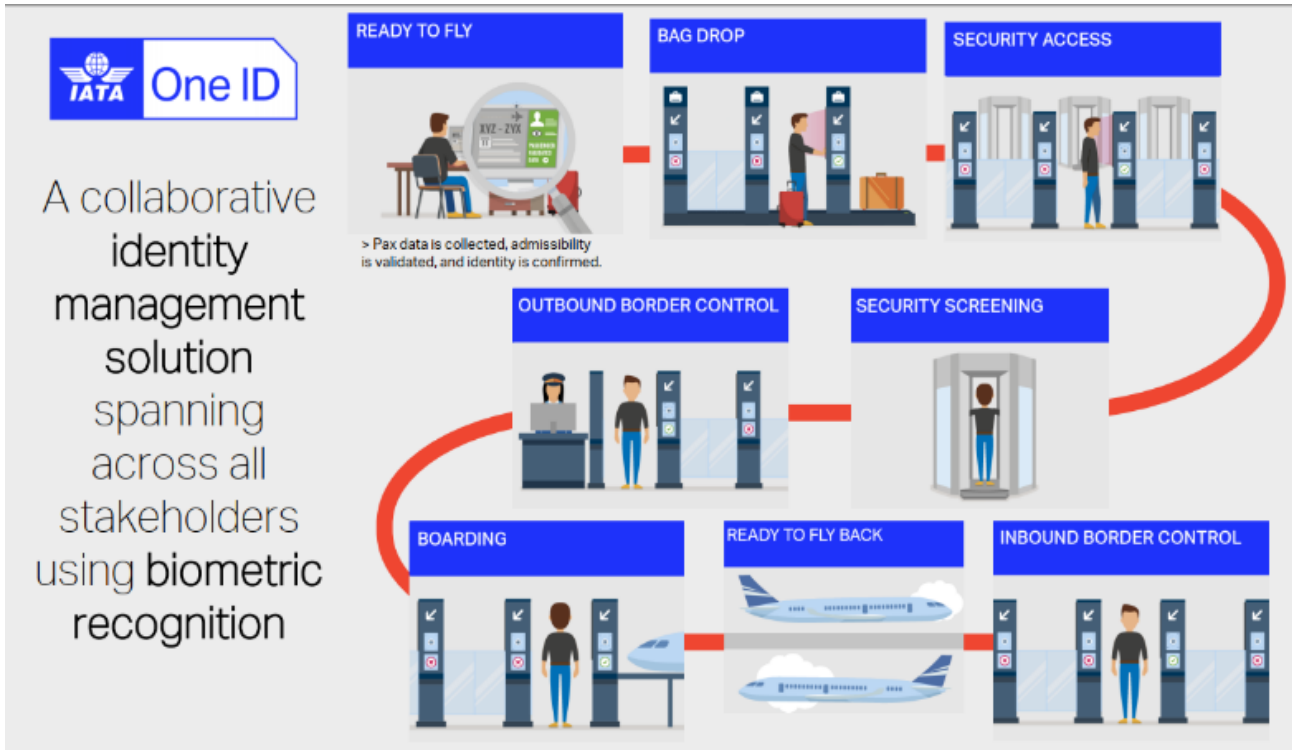 IATA
One ID
A collaborative
identity
management
solution
spanning
across all
stakeholders
using biometric
recognition
READY TO FLY
XYZ - ZYX
> Pax data is collected, admissibility
is validated, and identity is confirmed.
BAG DROP
SECURITY ACCESS
OUTBOUND BORDER CONTROL
SECURITY SCREENING
BOARDING
READY TO FLY BACK
INBOUND BORDER CONTROL